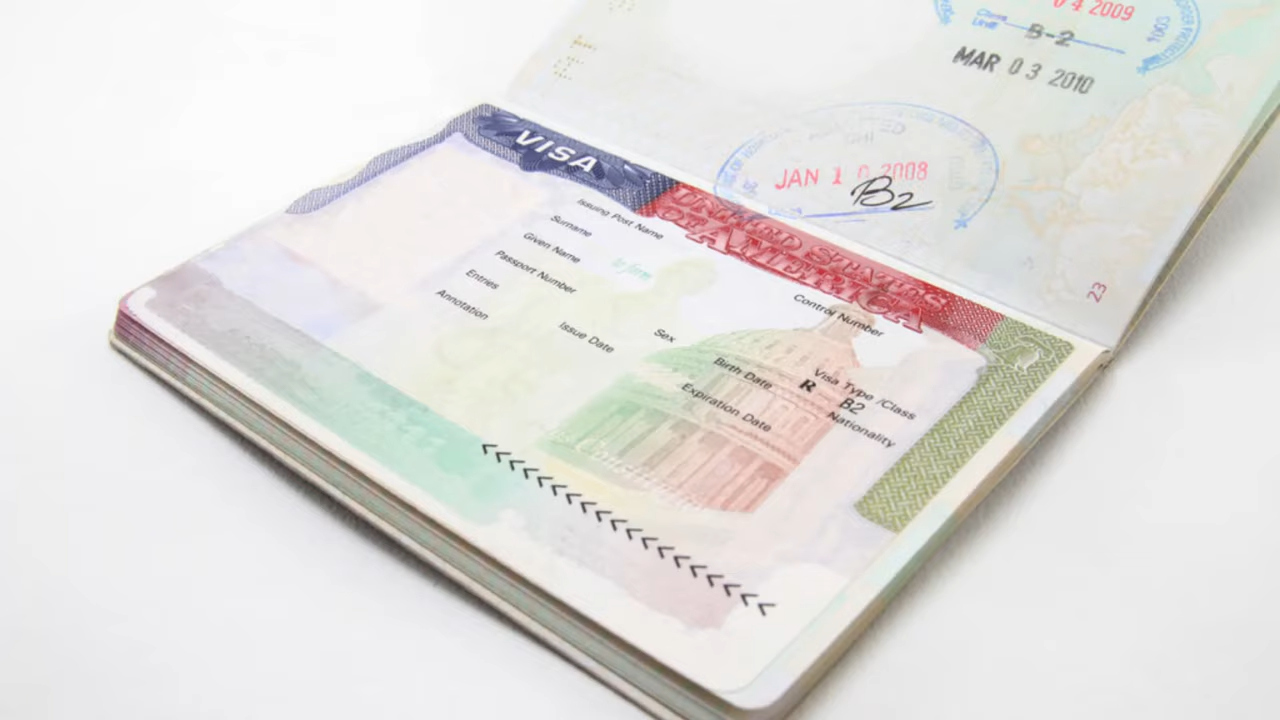 04 2009
B-2
MAR 03 2010
JAN 10 2008
B2
23
VISA
UNITED STATES
OF AMERICA
Issuing Post Name
Control Number
Surname
Given Name
Visa Type /Class
R B2
Passport Number
Sex
Birth Date
Nationality
Entries
Issue Date
Expiration Date
Annotation
<<<<<<<<<<<<<<<<<<